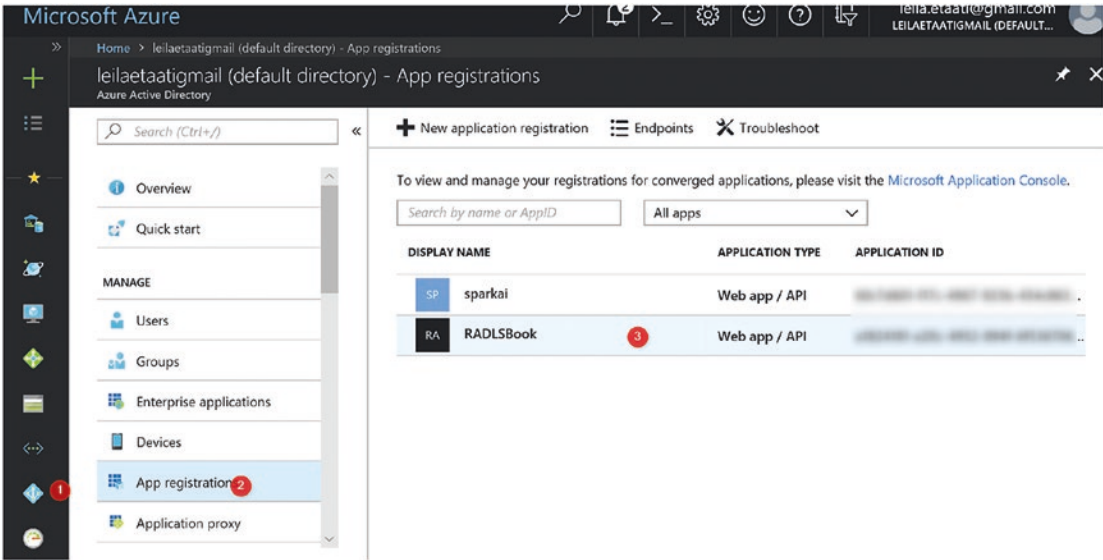 Microsoft Azure
2
leila.etaati@gmail.com
LEILAETAATIGMAIL (DEFAULT...
Home > leilaetaatigmail (default directory) - App registrations
leilaetaatigmail (default directory) - App registrations
Azure Active Directory
Search (Ctrl+/)
New application registration
Endpoints
Troubleshoot
Overview
Quick start
MANAGE
Users
Groups
Enterprise applications
Devices
1
App registrations
2
Application proxy
To view and manage your registrations for converged applications, please visit the Microsoft Application Console.
Search by name or AppID
All apps
DISPLAY NAME
APPLICATION TYPE
APPLICATION ID
SP
sparkai
Web app / API
RA
RADLSBook
3
Web app / API